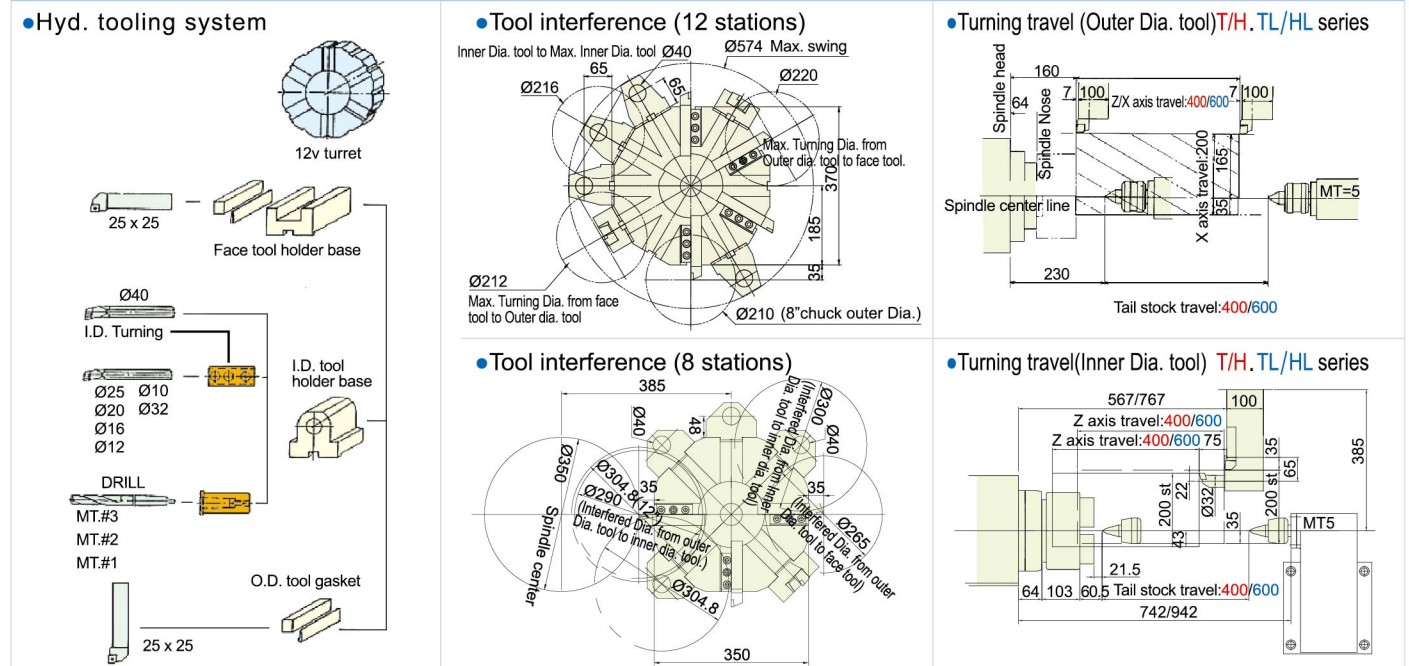 ●Hyd. tooling system
12v turret
25 x 25
Face tool holder base
Ø40
I.D. Turning
I.D. tool
holder base
Ø25 Ø10
Ø20 Ø32
Ø16
Ø12
DRILL
MT.#3
MT.#2
MT.#1
O.D. tool gasket
25 x 25
●Tool interference (12 stations)
Inner Dia. tool to Max. Inner Dia. tool
Ø40
Ø574 Max. swing
65
65
Ø220
Ø216
Max. Turning Dia. from
Outer dia. tool to face tool.
370
185
35
Ø212
Max. Turning Dia. from face
tool to Outer dia. tool
Ø210 (8"chuck outer Dia.)
●Tool interference (8 stations)
385
48
Ø40
Ø300
(Interfered Dia. from Inner
Dia. tool to inner dia. tool)
Ø40
Ø350
Ø304.8(12")
Ø290
35
35
(Interfered Dia. from outer
Dia. tool to inner dia. tool.)
Ø265
(Interfered Dia. from outer
Dia. tool to face tool)
Spindle center
Ø304.8
350
●Turning travel (Outer Dia. tool)T/H.TL/HL series
Spindle head
160
64
Spindle Nose
7 100
Z/X axis travel:400/600
7 100
X axis travel:200
165
35
MT=5
Spindle center line
230
Tail stock travel:400/600
●Turning travel(Inner Dia. tool) T/H.TL/HL series
567/767
100
Z axis travel:400/600
Z axis travel:400/600 75
35
65
385
200 st
22
Ø32
200 st
35
43
MT5
21.5
64 103 60.5
Tail stock travel:400/600
742/942